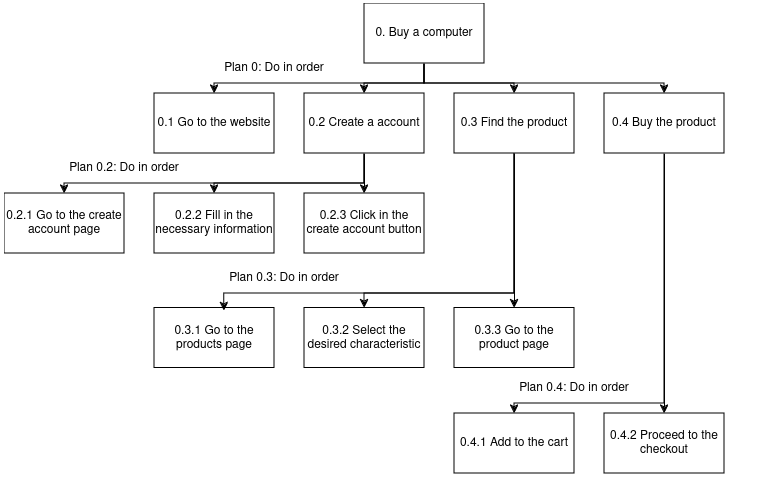 0. Buy a computer
Plan 0: Do in order
0.1 Go to the website
0.2 Create a account
0.3 Find the product
0.4 Buy the product
Plan 0.2: Do in order
0.2.1 Go to the create
account page
0.2.2 Fill in the
necessary information
0.2.3 Click in the
create account button
Plan 0.3: Do in order
0.3.1 Go to the
products page
0.3.2 Select the
desired characteristic
0.3.3 Go to the
product page
Plan 0.4: Do in order
0.4.1 Add to the cart
0.4.2 Proceed to the
checkout